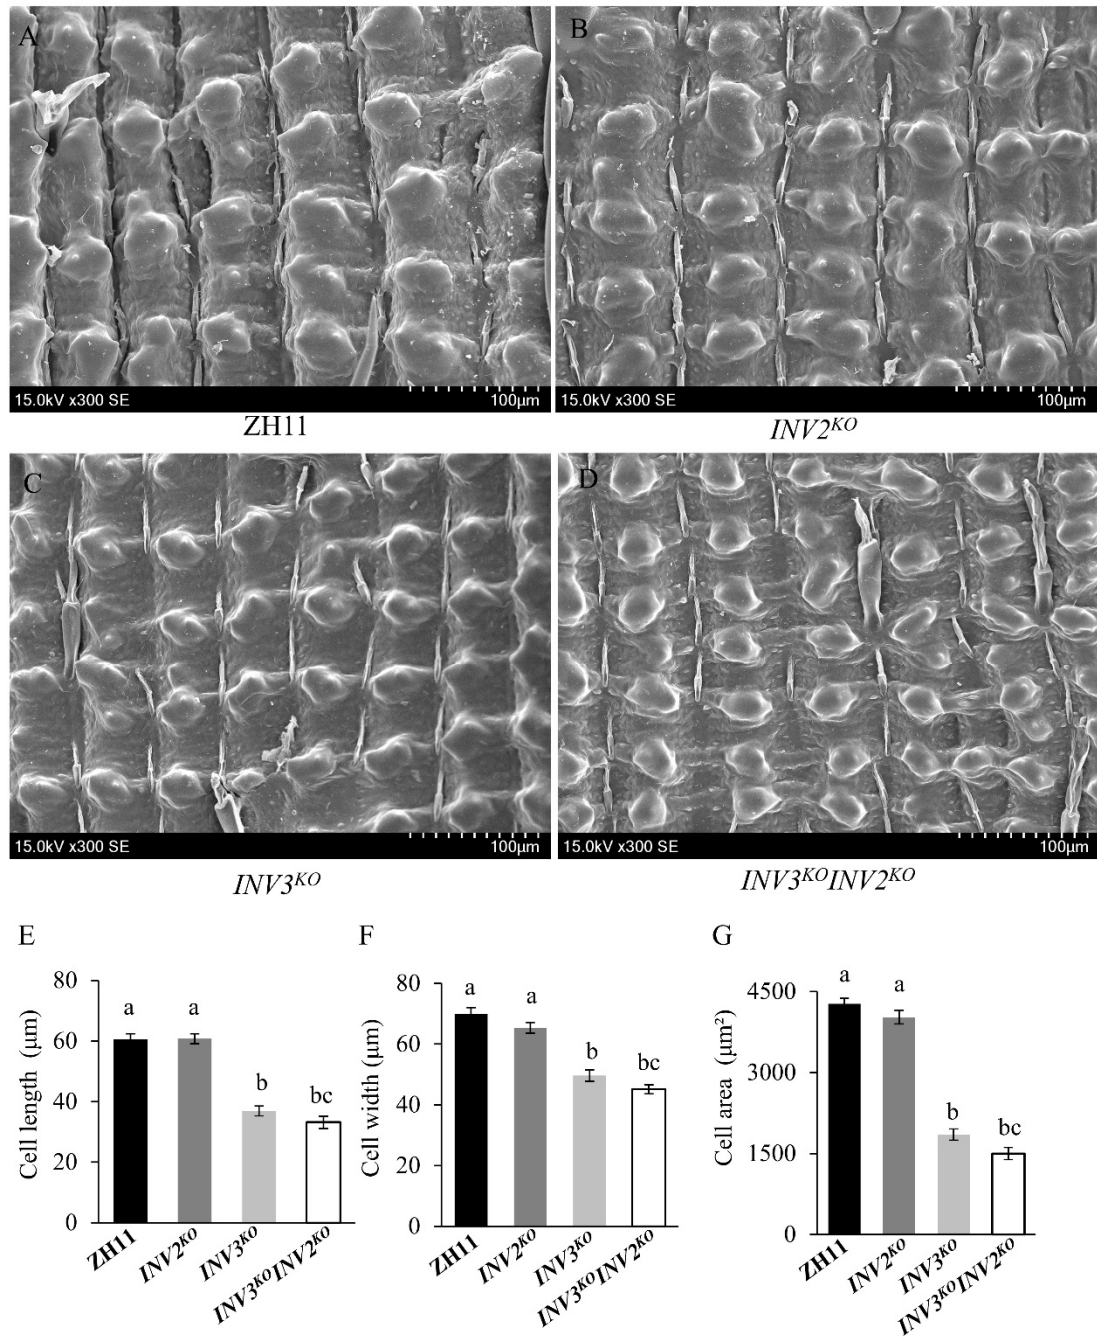 A
B
15.0kV x300 SE 100µm
15.0kV x300 SE 100µm
ZH11
INV2ᴷᴼ
C
D
15.0kV x300 SE 100µm
15.0kV x300 SE 100µm
INV3ᴷᴼ
INV3ᴷᴼINV2ᴷᴼ
E
F
G
Cell length (µm)
80
60
40
20
0
a
a
b
bc
ZH11
INV2ᴷᴼ
INV3ᴷᴼ
INV3ᴷᴼINV2ᴷᴼ
Cell width (µm)
80
60
40
20
0
a
a
b
bc
ZH11
INV2ᴷᴼ
INV3ᴷᴼ
INV3ᴷᴼINV2ᴷᴼ
Cell area (µm²)
4500
3000
1500
0
a
a
b
bc
ZH11
INV2ᴷᴼ
INV3ᴷᴼ
INV3ᴷᴼINV2ᴷᴼ